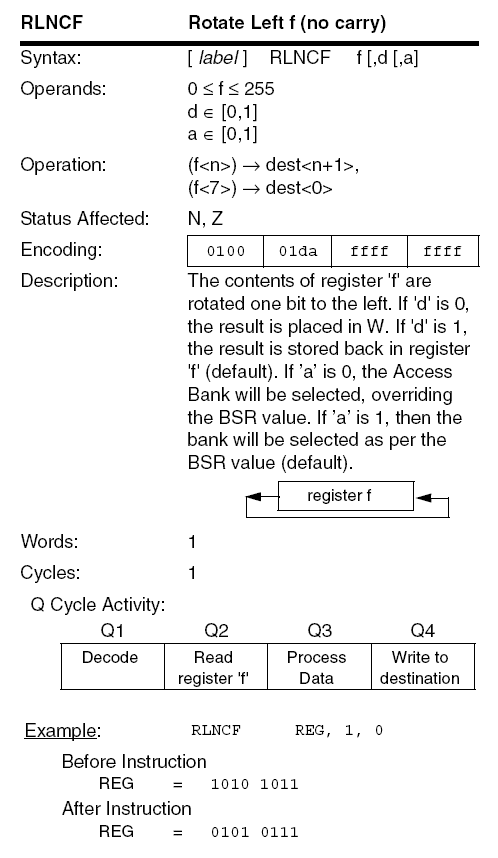 RLNCF Rotate Left f (no carry)
Syntax: [ label ] RLNCF f [,d [,a]
Operands: 0 ≤ f ≤ 255
d ∈ [0,1]
a ∈ [0,1]
Operation: (f<n>) → dest<n+1>,
(f<7>) → dest<0>
Status Affected: N, Z
Encoding: 0100 01da ffff ffff
Description: The contents of register 'f' are
rotated one bit to the left. If 'd' is 0,
the result is placed in W. If 'd' is 1,
the result is stored back in register
'f' (default). If ’a’ is 0, the Access
Bank will be selected, overriding
the BSR value. If ’a’ is 1, then the
bank will be selected as per the
BSR value (default).
register f
Words: 1
Cycles: 1
Q Cycle Activity:
Q1 Q2 Q3 Q4
Decode Read Process Write to
register 'f' Data destination
Example: RLNCF REG, 1, 0
Before Instruction
REG = 1010 1011
After Instruction
REG = 0101 0111